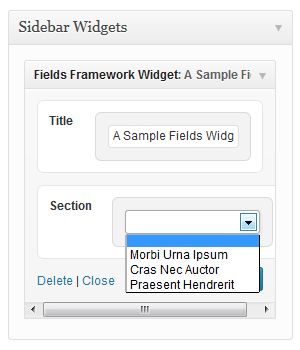 Sidebar Widgets
Fields Framework Widget: A Sample Fi
Title
A Sample Fields Widg
Section
Morbi Urna Ipsum
Cras Nec Auctor
Praesent Hendrerit
Delete | Close